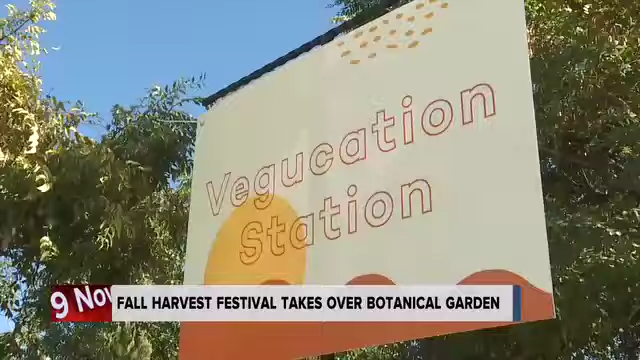 Vegucation
Station
9 Now
FALL HARVEST FESTIVAL TAKES OVER BOTANICAL GARDEN